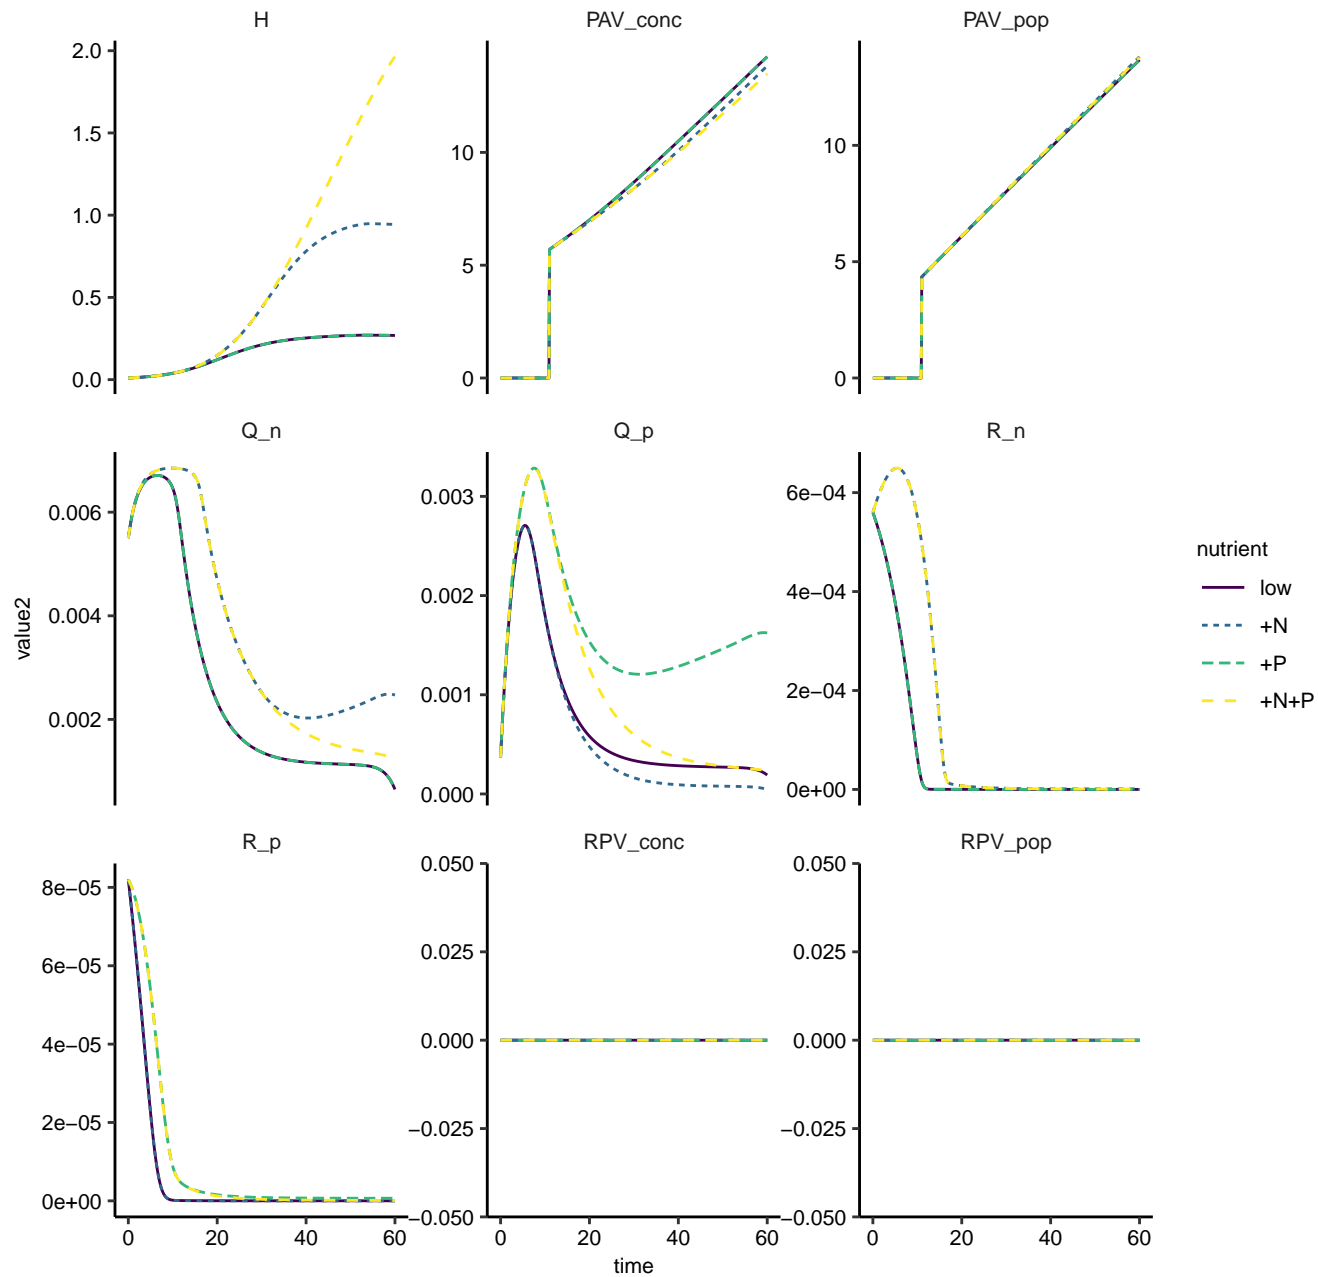 H
PAV_conc
PAV_pop
2.0
1.5
1.0
0.5
0.0
10
5
0
10
5
0
Q_n
Q_p
R_n
0.006
0.004
0.002
0.003
0.002
0.001
0.000
6e−04
4e−04
2e−04
0e+00
R_p
RPV_conc
RPV_pop
8e−05
6e−05
4e−05
2e−05
0e+00
0.050
0.025
0.000
−0.025
−0.050
0.050
0.025
0.000
−0.025
−0.050
0 20 40 60
0 20 40 60
0 20 40 60
time
value2
nutrient
low
+N
+P
+N+P